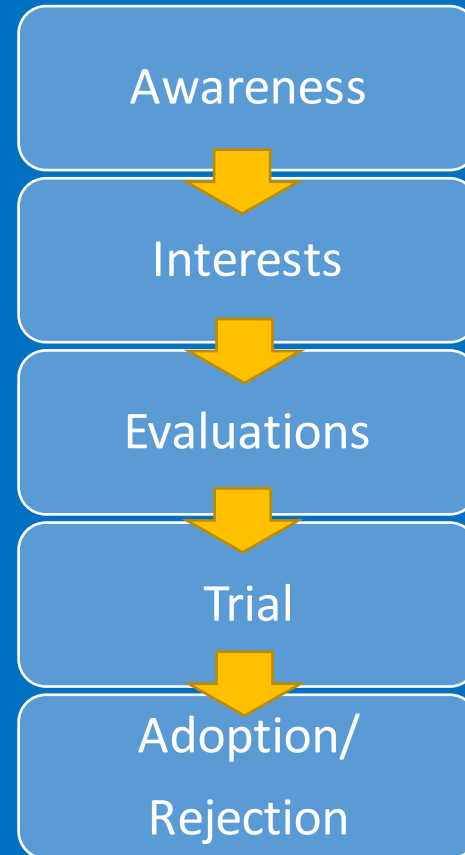 Awareness
Interests
Evaluations
Trial
Adoption/
Rejection